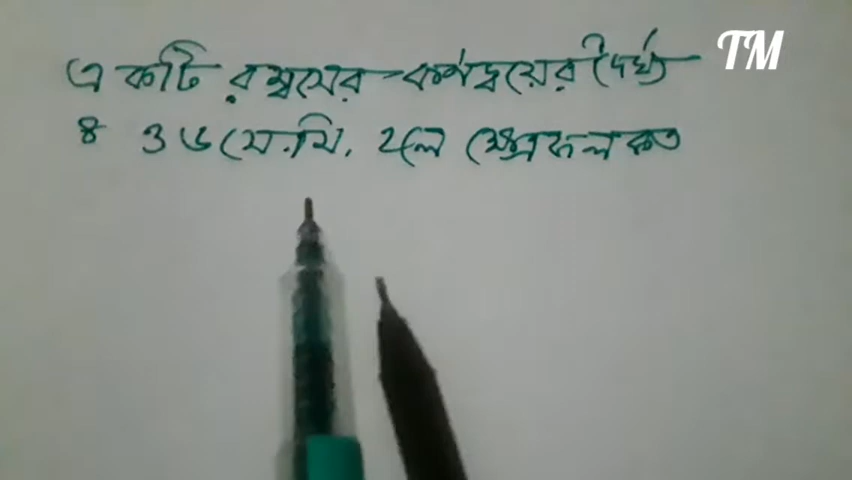 একটি রম্বসের কর্ণদ্বয়ের দৈর্ঘ্য
৪ ও ৬ সে.মি. হলে ক্ষেত্রফল কত
TM